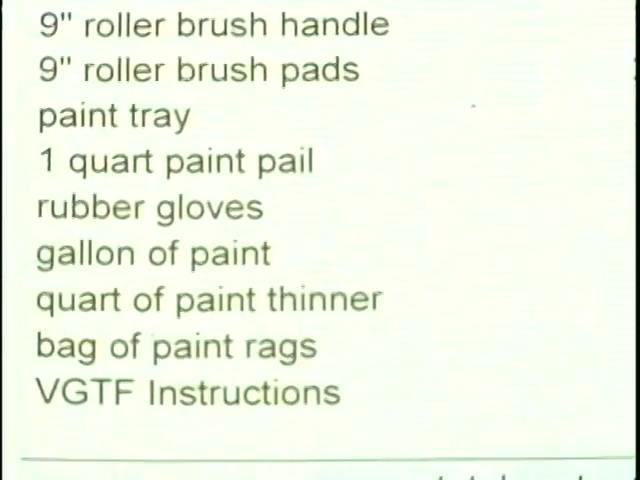 9" roller brush handle
9" roller brush pads
paint tray
1 quart paint pail
rubber gloves
gallon of paint
quart of paint thinner
bag of paint rags
VGTF Instructions